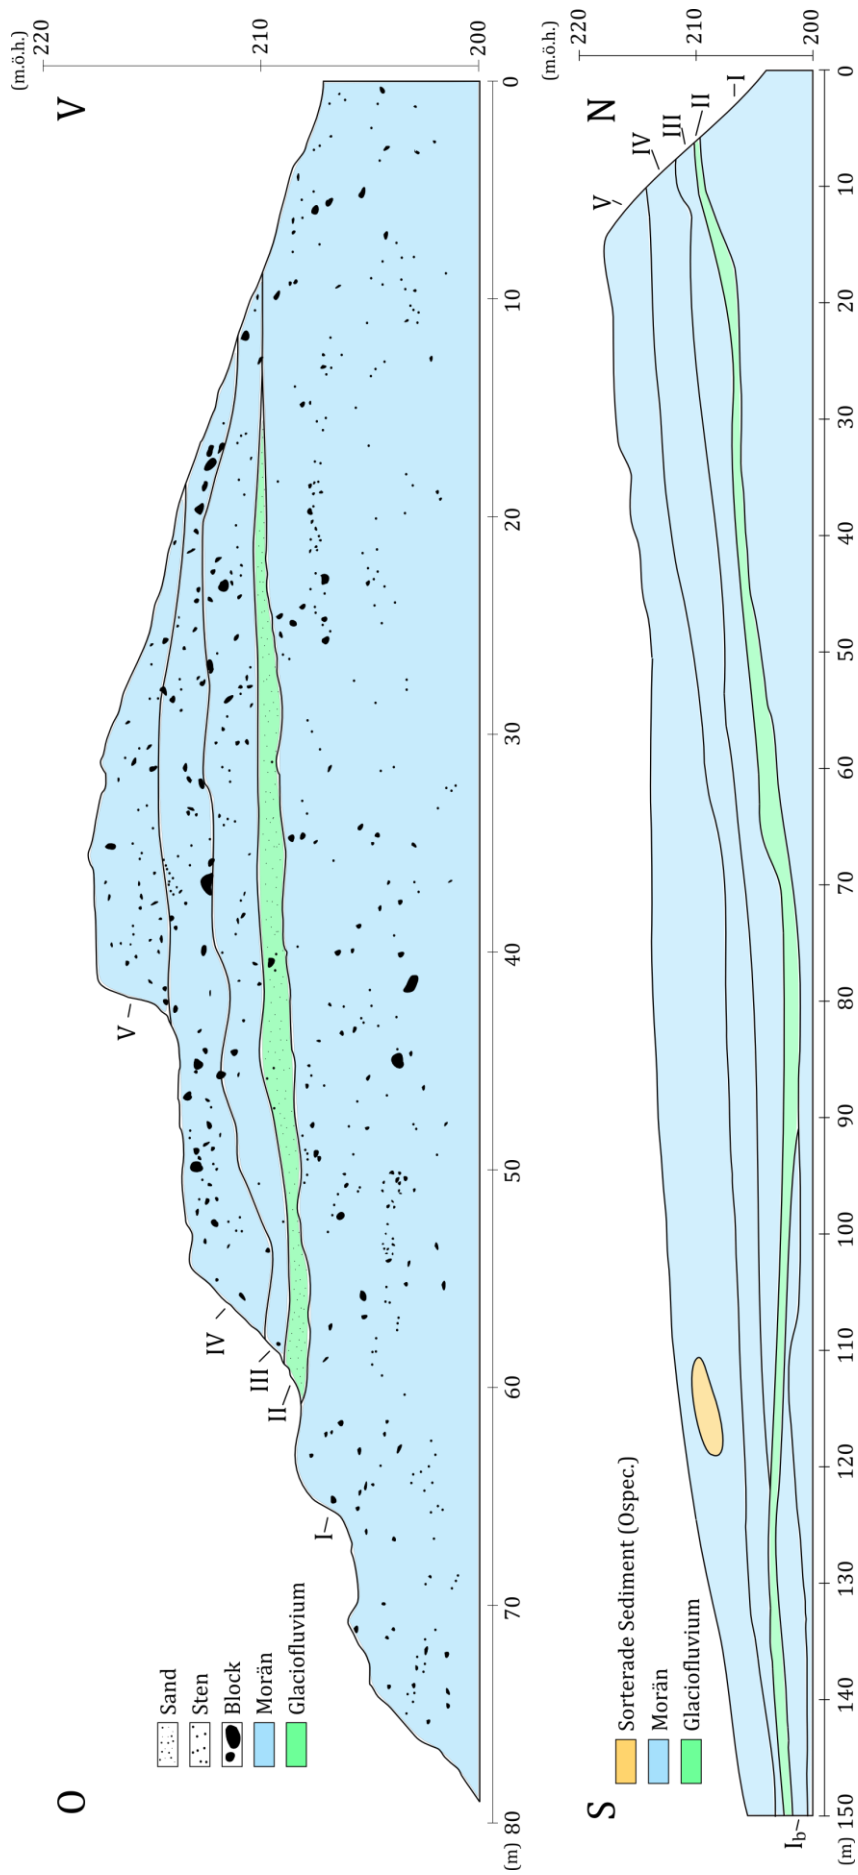 O
V
(m.ö.h.)
220
210
200
V
IV
III
II
I
Sand
Sten
Block
Morän
Glaciofluvium
(m) 80 70 60 50 40 30 20 10 0
S
N
(m.ö.h.)
220
210
200
V
IV
III
II
I
Sorterade Sediment (Ospec.)
Morän
Glaciofluvium
Ib
(m) 150 140 130 120 110 100 90 80 70 60 50 40 30 20 10 0